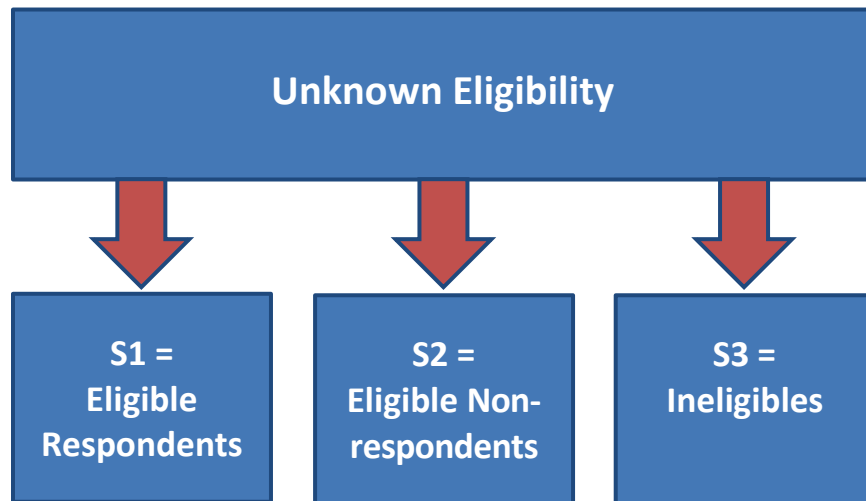 Unknown Eligibility
S1 =
Eligible
Respondents
S2 =
Eligible Non-
respondents
S3 =
Ineligibles